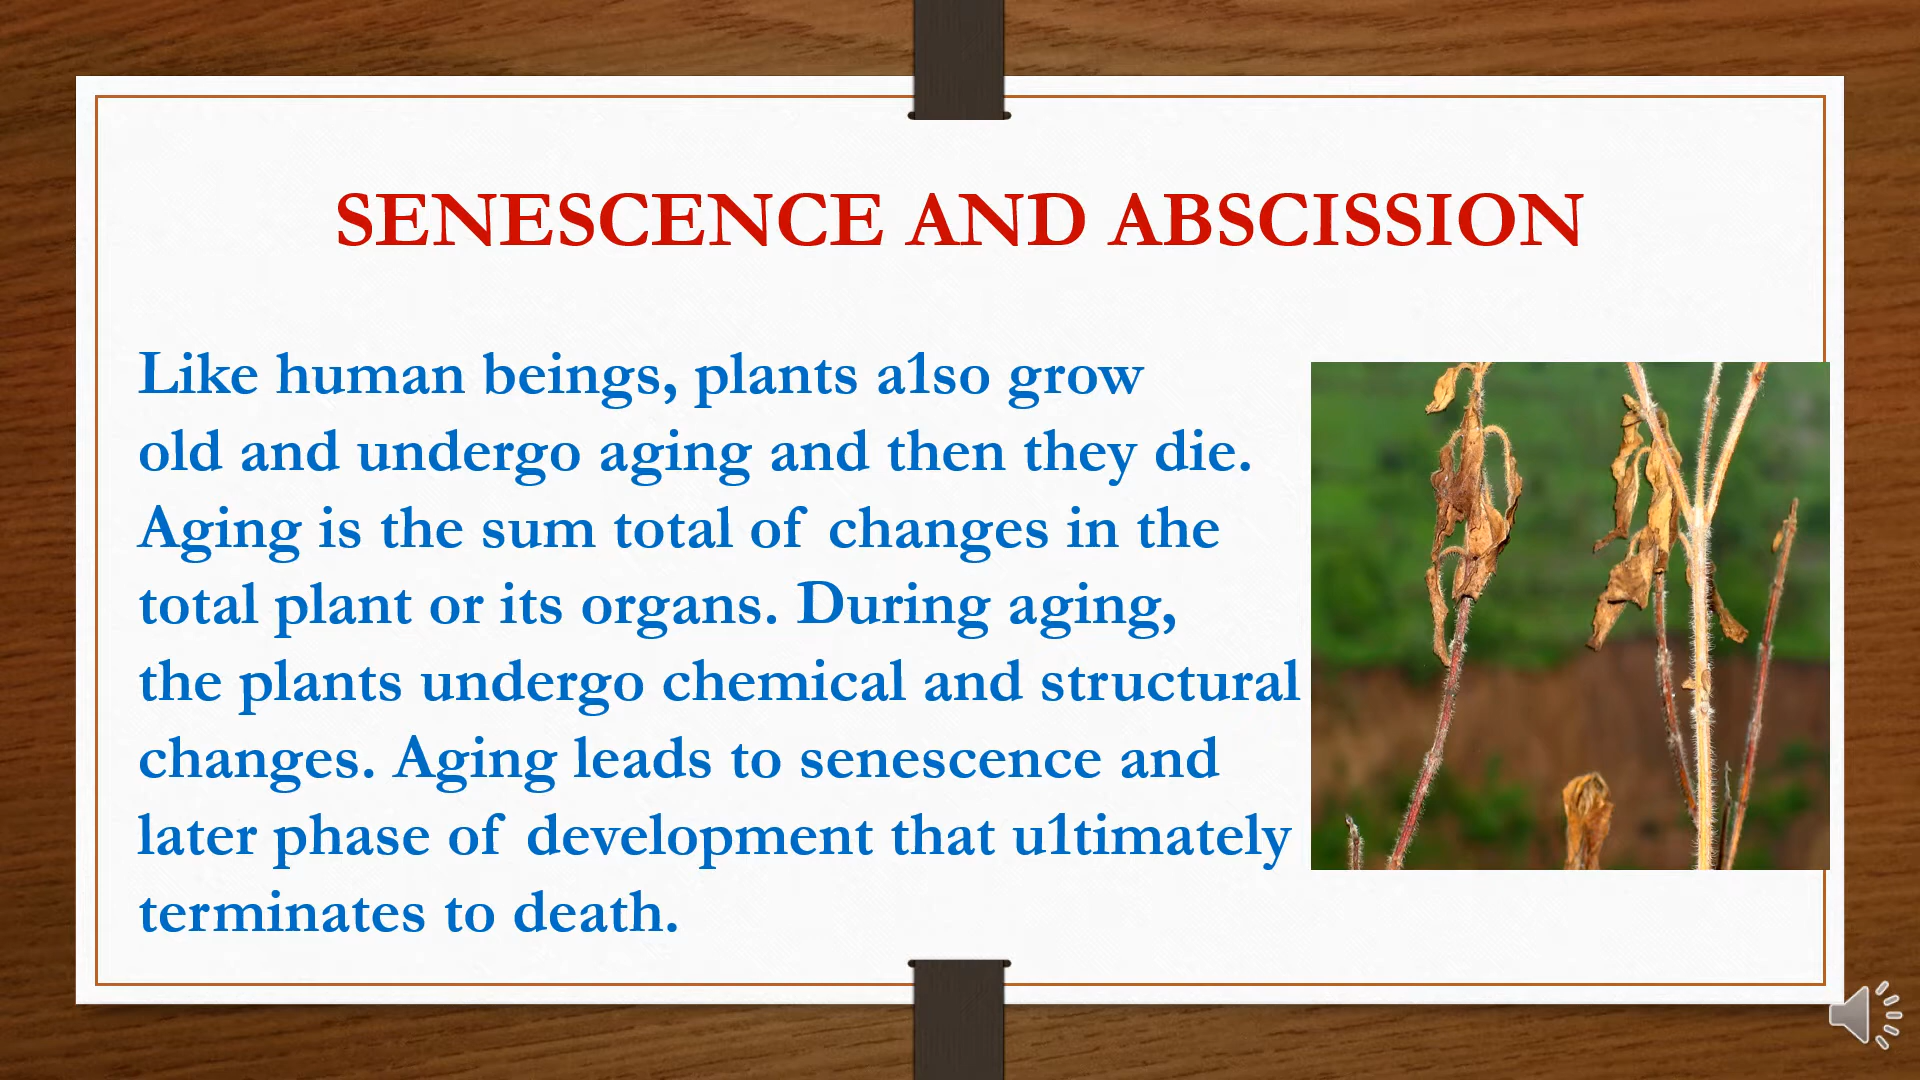 SENESCENCE AND ABSCISSION
Like human beings, plants a1so grow
old and undergo aging and then they die.
Aging is the sum total of changes in the
total plant or its organs. During aging,
the plants undergo chemical and structural
changes. Aging leads to senescence and
later phase of development that u1timately
terminates to death.